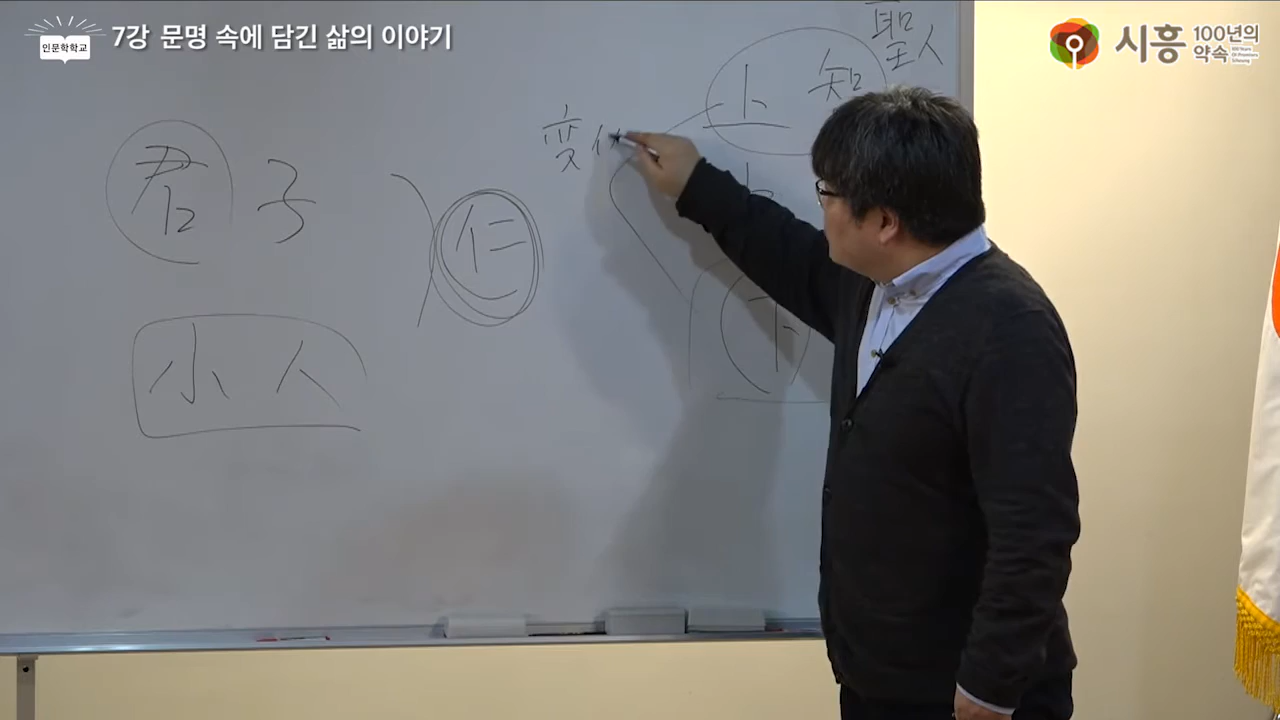 인문학학교
7강 문명 속에 담긴 삶의 이야기
시흥 100년의 약속
聖人
上 知
变
君子
仁
小人
下